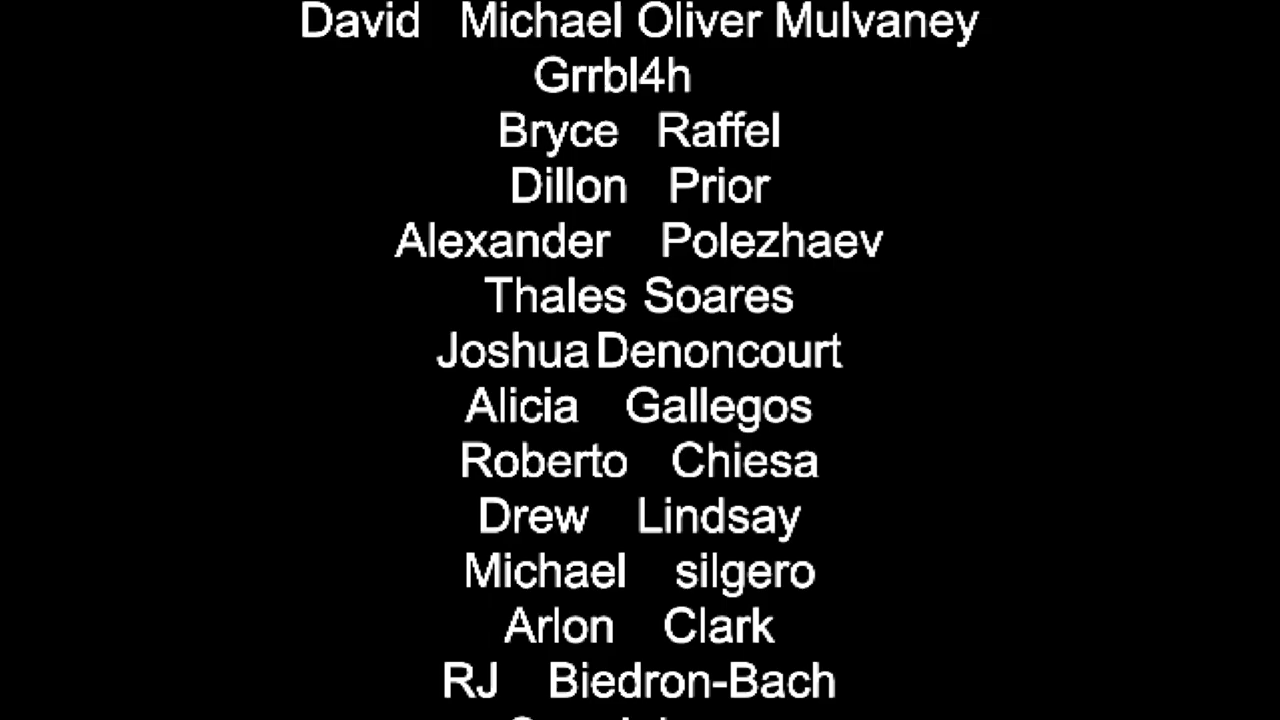 David Michael Oliver Mulvaney
Grrbl4h
Bryce Raffel
Dillon Prior
Alexander Polezhaev
Thales Soares
Joshua Denoncourt
Alicia Gallegos
Roberto Chiesa
Drew Lindsay
Michael silgero
Arlon Clark
RJ Biedron-Bach